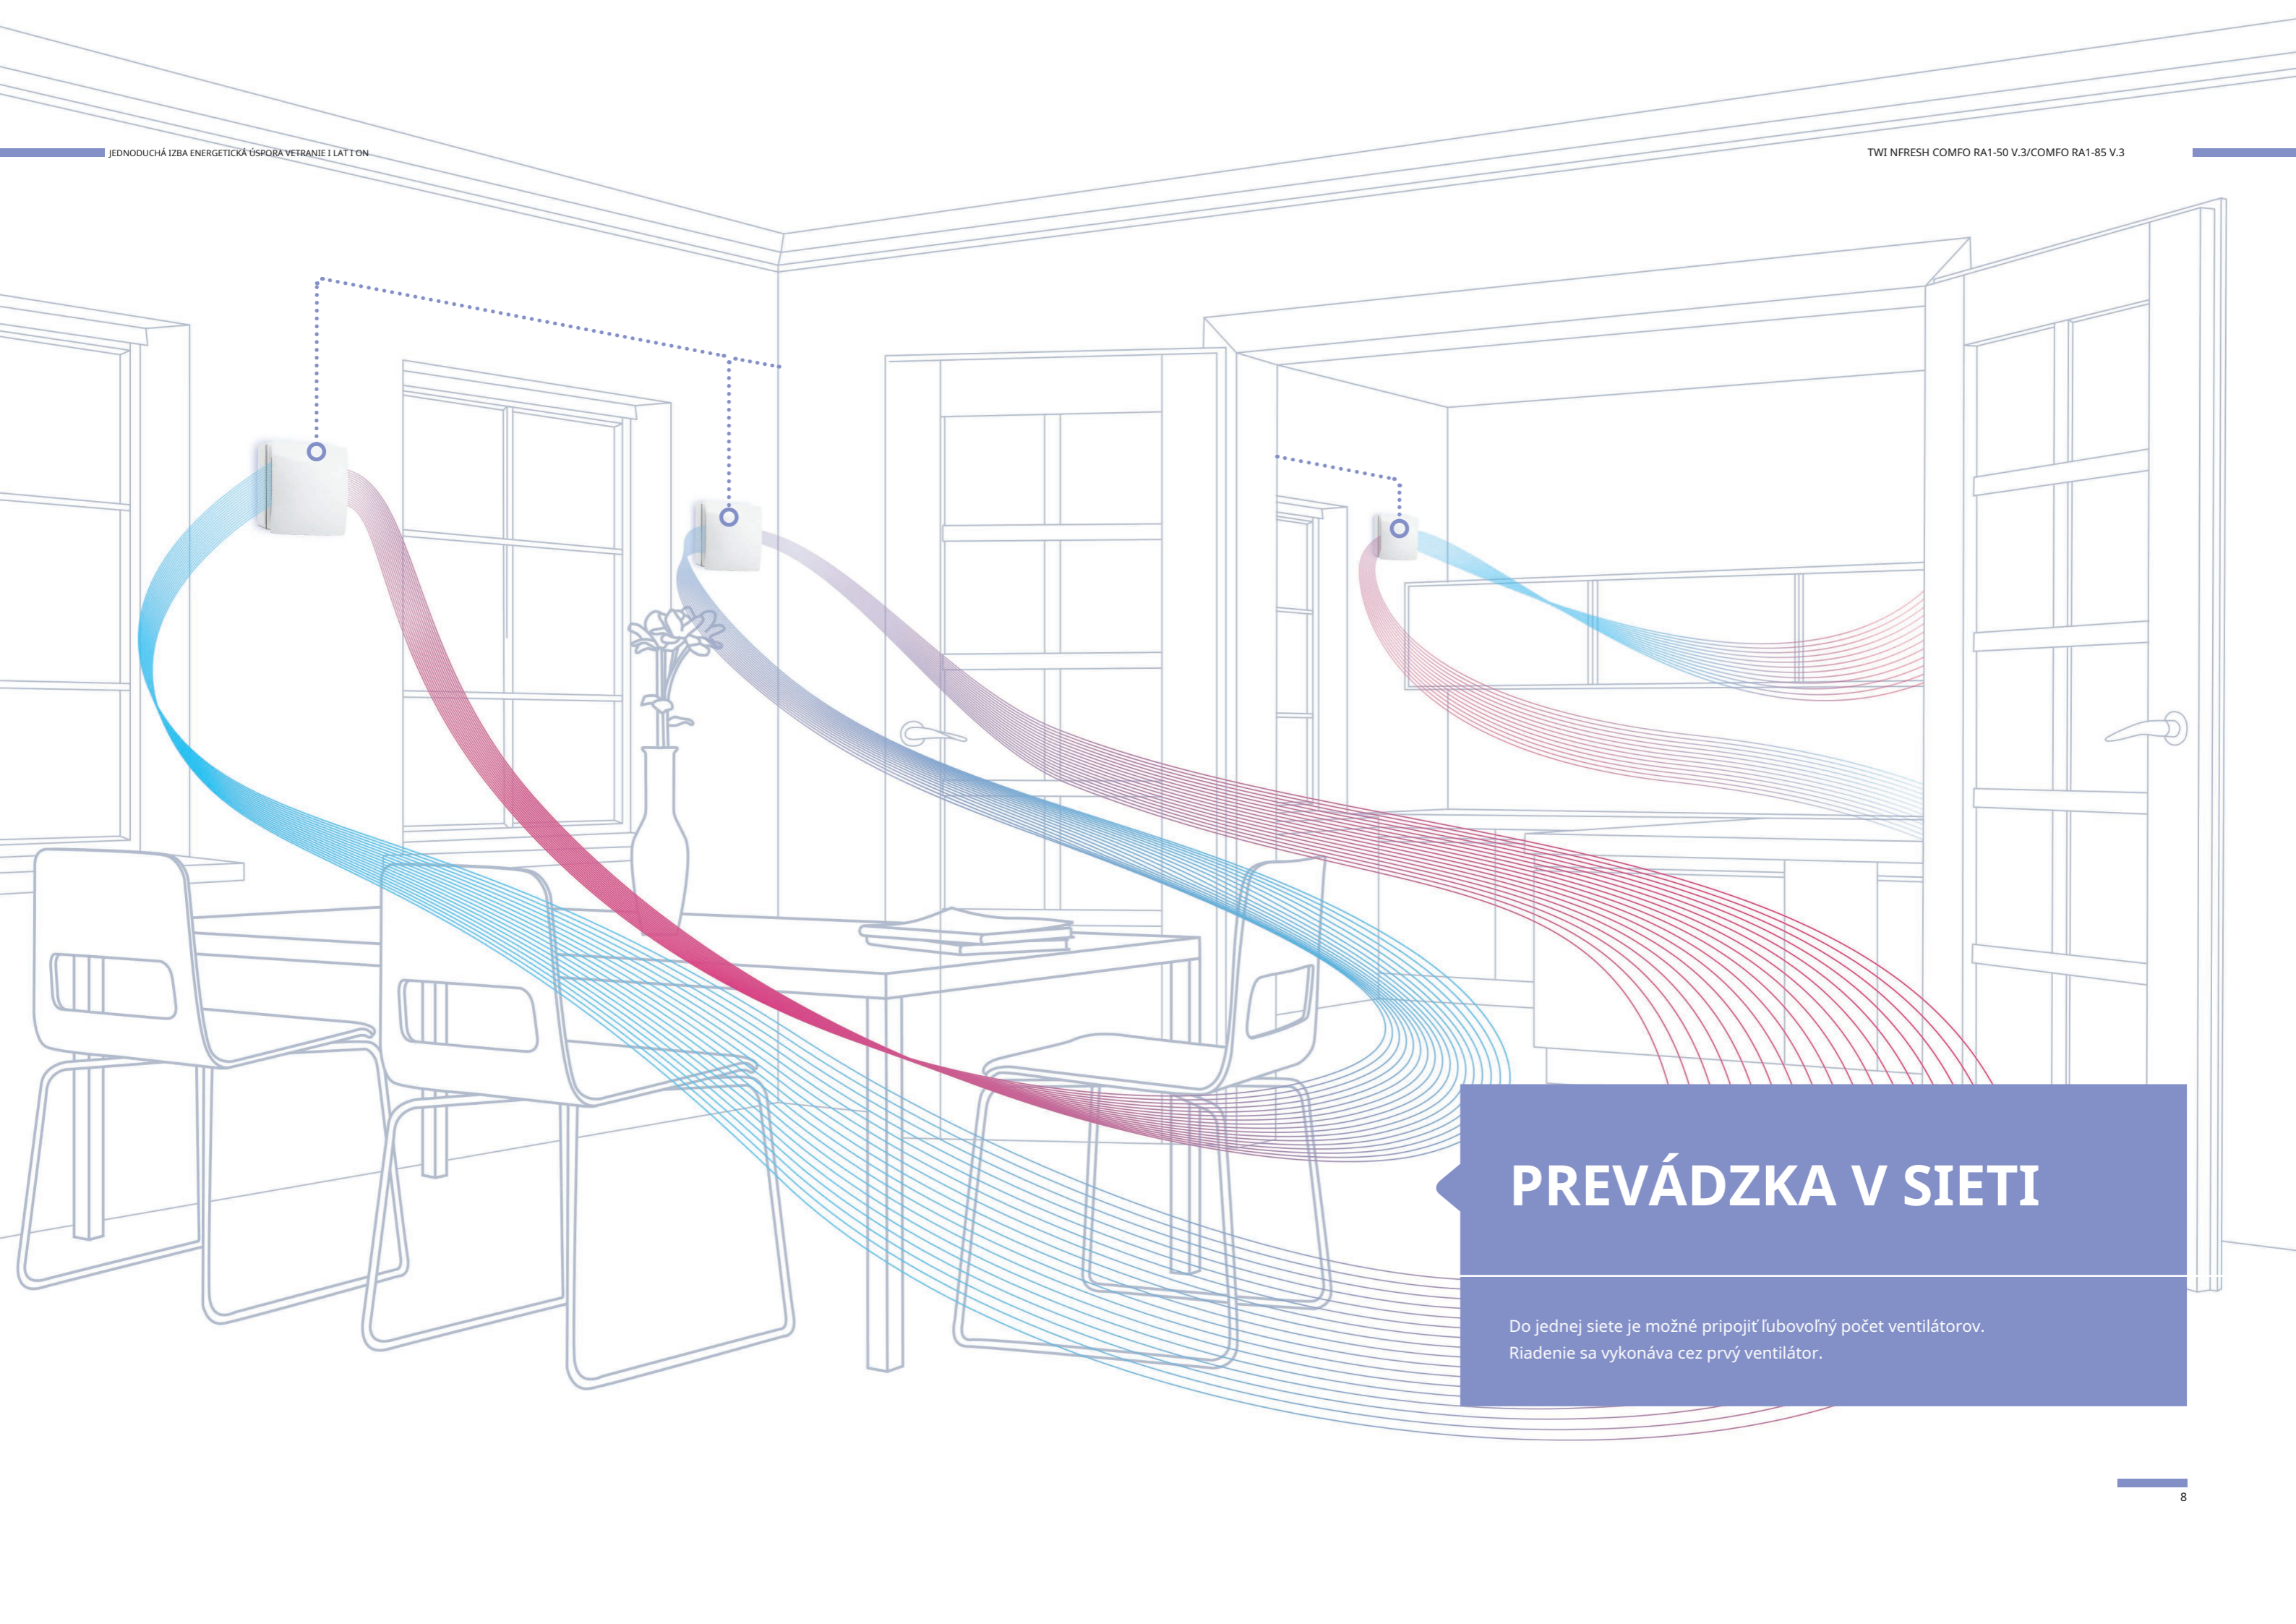 JEDNODUCHÁ IZBA ENERGETICKÁ ÚSPORA VETRANIE I LAT I ON
TWI NFRESH COMFO RA1-50 V.3/COMFO RA1-85 V.3
PREVÁDZKA V SIETI
Do jednej siete je možné pripojiť ľubovoľný počet ventilátorov.
Riadenie sa vykonáva cez prvý ventilátor.
8